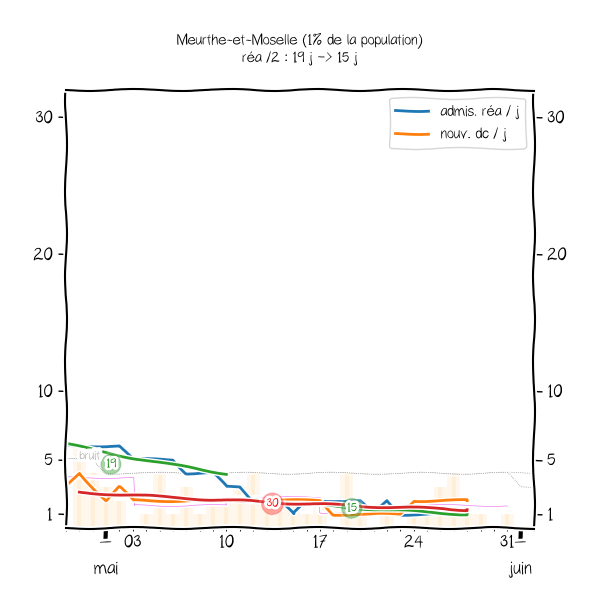 Meurthe-et-Moselle (1% de la population)
réa /2 : 19 j -> 15 j
admis. réa / j
nouv. dc / j
30
30
20
20
10
10
5
5
1
1
bruit
19
30
15
03
10
17
24
31
mai
juin